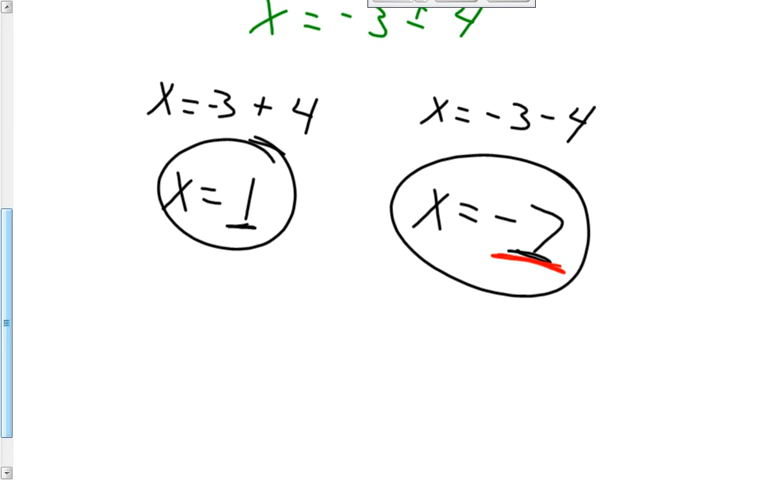 x = -3 ± 4
x = -3 + 4
x = -3 - 4
x = 1
x = -7